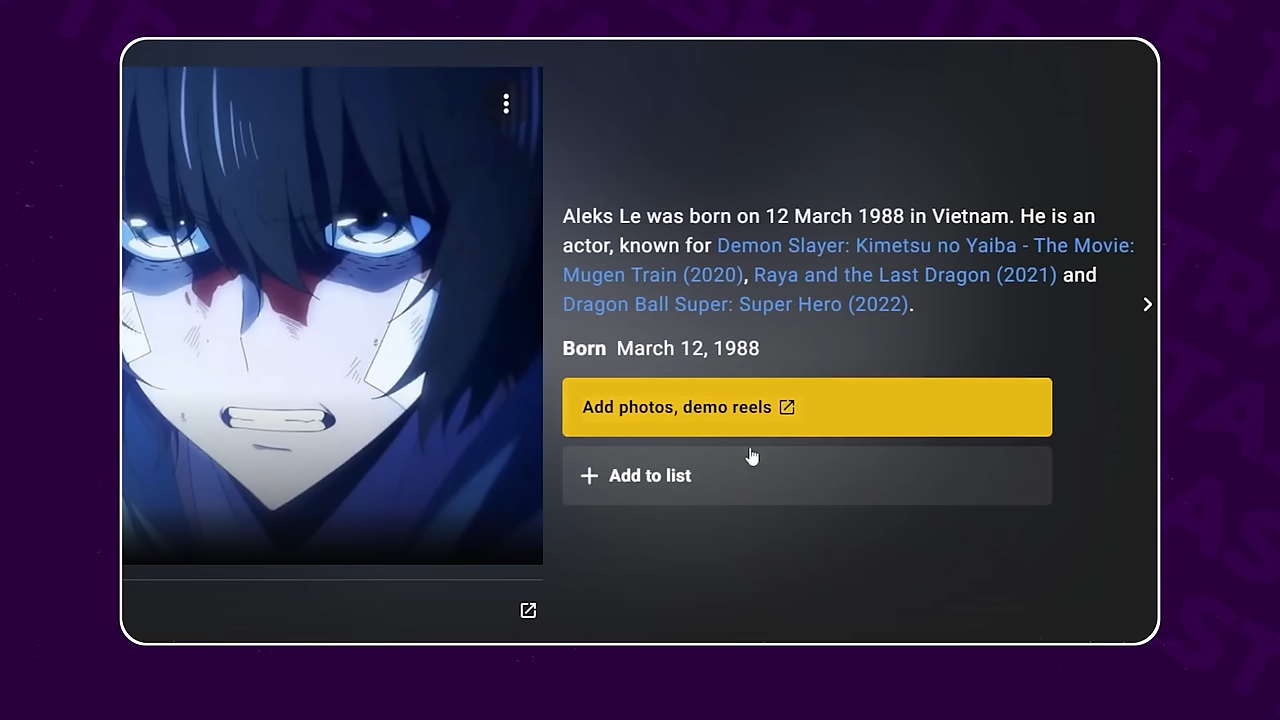 Aleks Le was born on 12 March 1988 in Vietnam. He is an
actor, known for Demon Slayer: Kimetsu no Yaiba - The Movie:
Mugen Train (2020), Raya and the Last Dragon (2021) and
Dragon Ball Super: Super Hero (2022).
Born March 12, 1988
Add photos, demo reels
Add to list